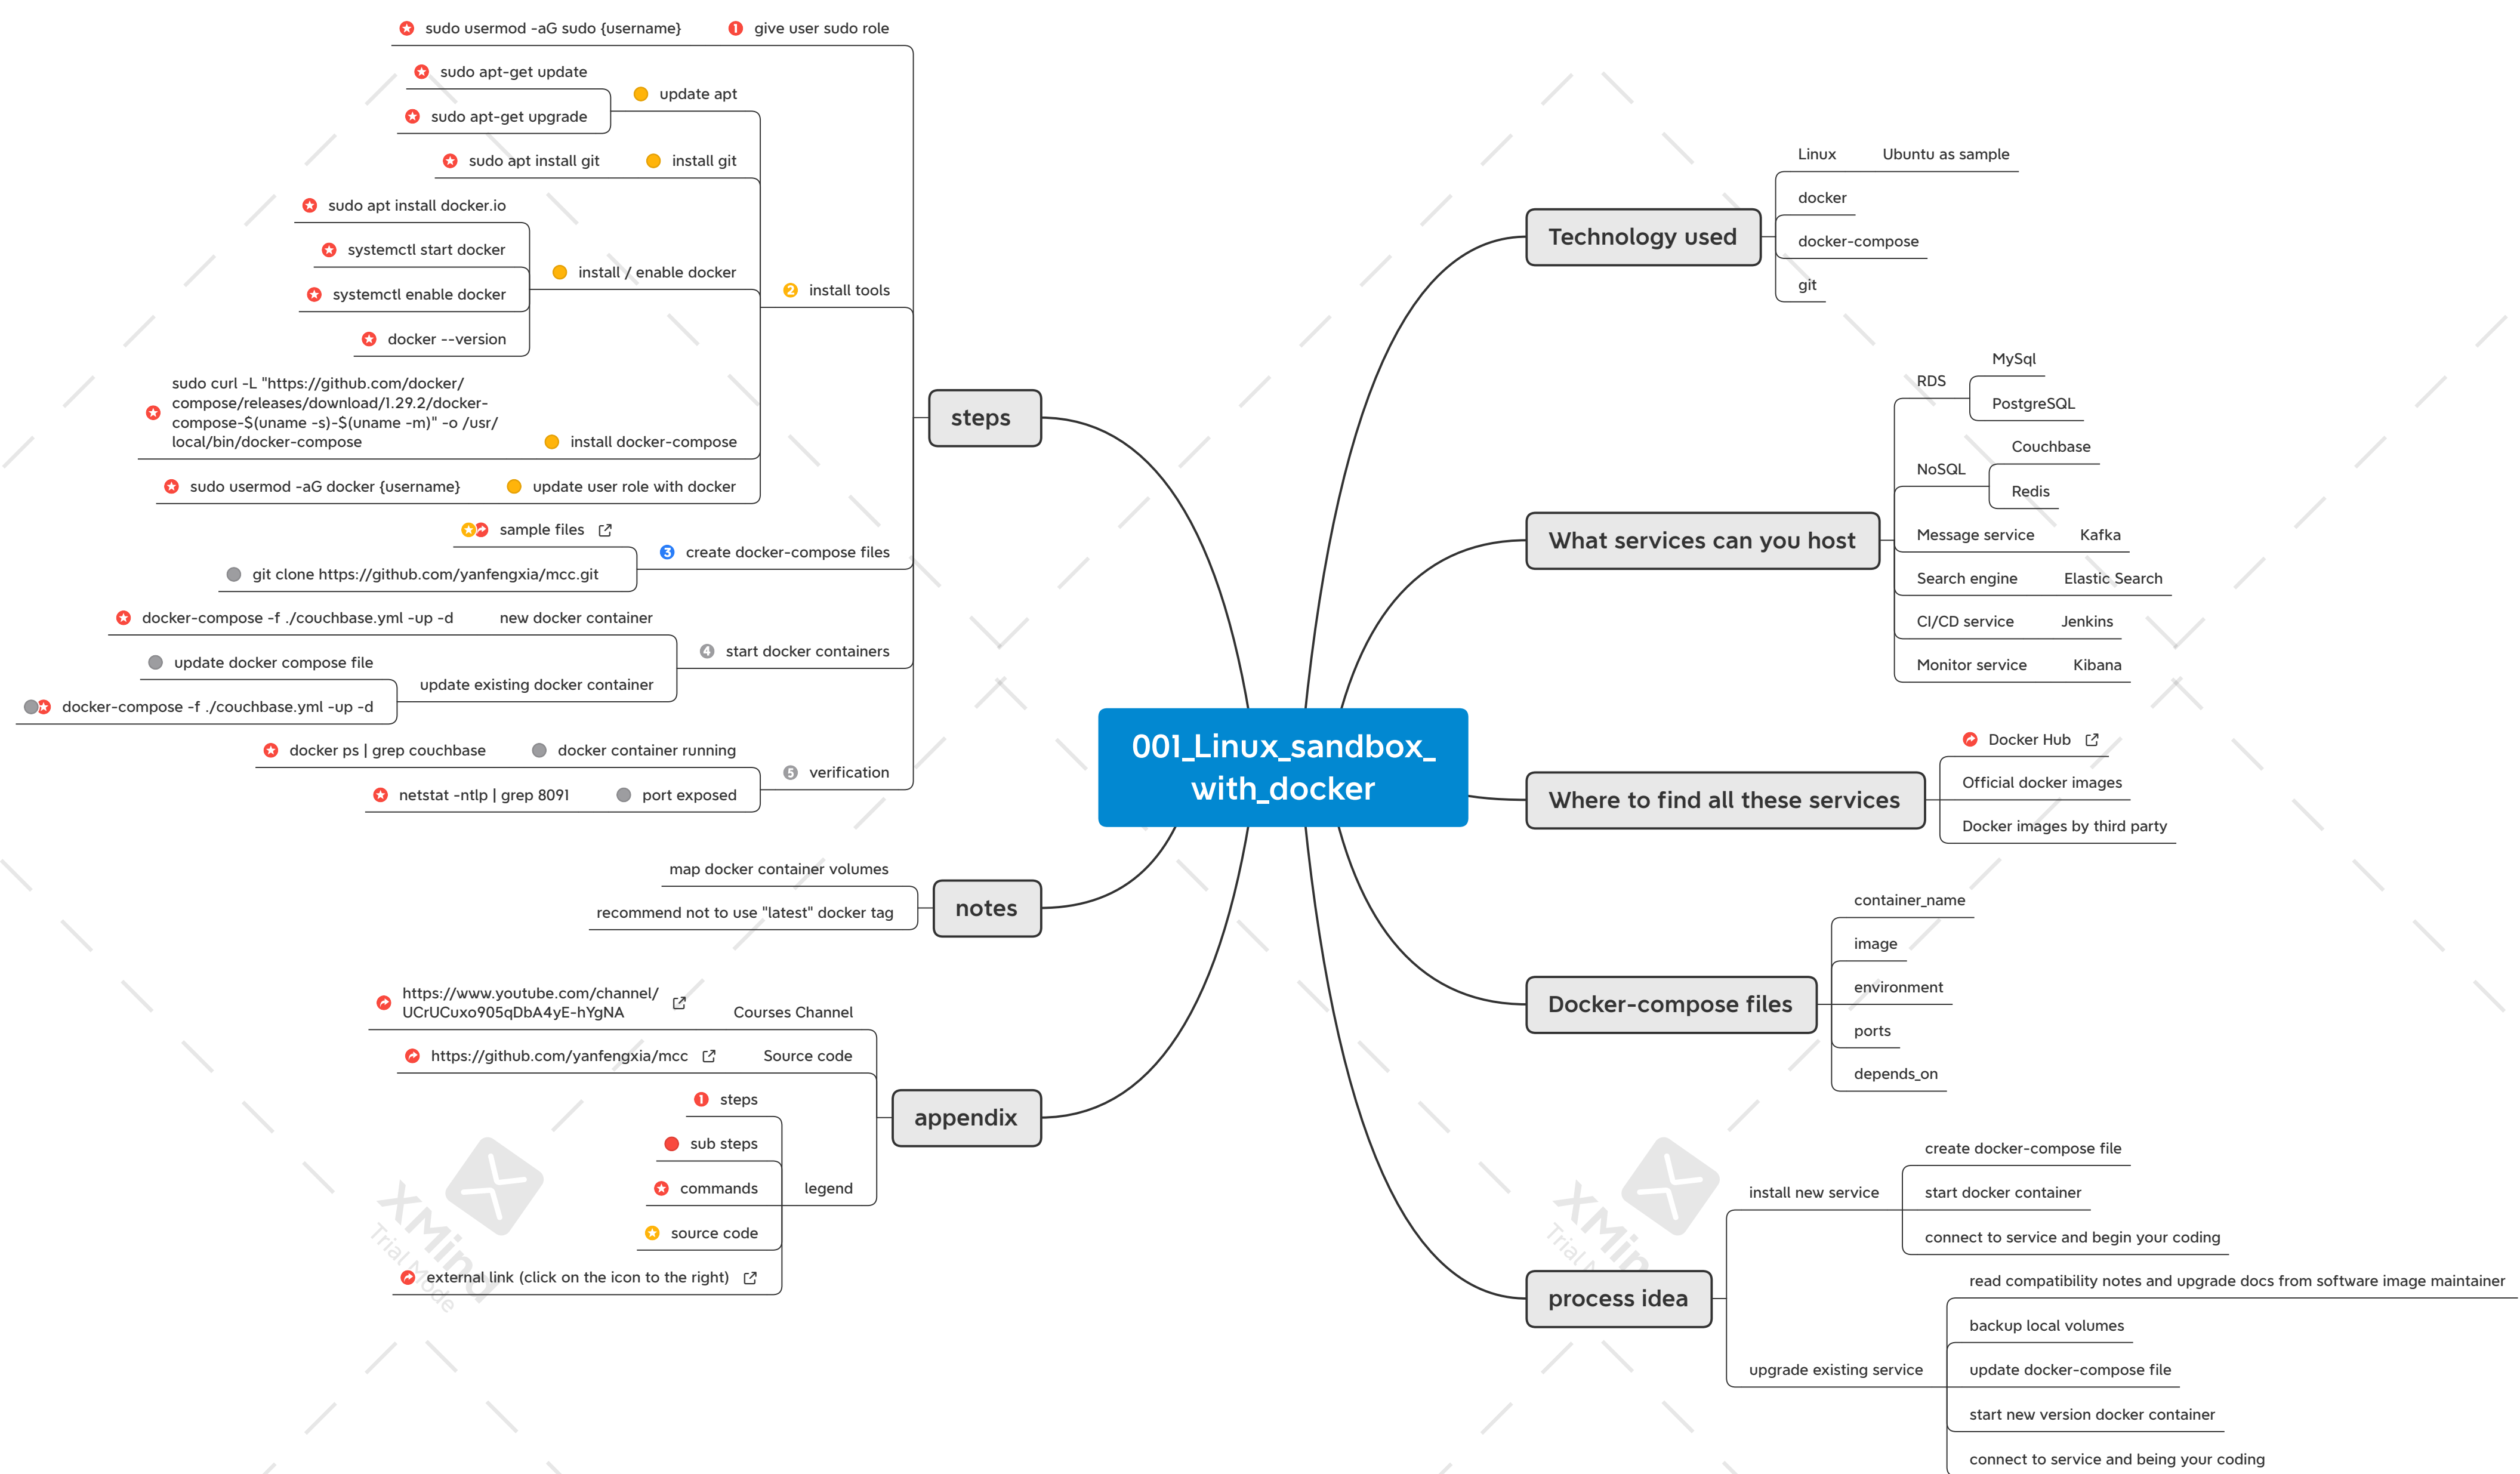 001_Linux_sandbox_
with_docker
Technology used
Linux
Ubuntu as sample
docker
docker-compose
git
What services can you host
RDS
MySql
PostgreSQL
NoSQL
Couchbase
Redis
Message service
Kafka
Search engine
Elastic Search
CI/CD service
Jenkins
Monitor service
Kibana
Where to find all these services
Docker Hub
Official docker images
Docker images by third party
Docker-compose files
container_name
image
environment
ports
depends_on
process idea
install new service
create docker-compose file
start docker container
connect to service and begin your coding
upgrade existing service
read compatibility notes and upgrade docs from software image maintainer
backup local volumes
update docker-compose file
start new version docker container
connect to service and being your coding
steps
1 give user sudo role
sudo usermod -aG sudo {username}
2 install tools
update apt
sudo apt-get update
sudo apt-get upgrade
install git
sudo apt install git
install / enable docker
sudo apt install docker.io
systemctl start docker
systemctl enable docker
docker --version
install docker-compose
sudo curl -L "https://github.com/docker/
compose/releases/download/1.29.2/docker-
compose-$(uname -s)-$(uname -m)" -o /usr/
local/bin/docker-compose
update user role with docker
sudo usermod -aG docker {username}
3 create docker-compose files
sample files
git clone https://github.com/yanfengxia/mcc.git
4 start docker containers
new docker container
docker-compose -f ./couchbase.yml -up -d
update existing docker container
update docker compose file
docker-compose -f ./couchbase.yml -up -d
5 verification
docker container running
docker ps | grep couchbase
port exposed
netstat -ntlp | grep 8091
notes
map docker container volumes
recommend not to use "latest" docker tag
appendix
Courses Channel
https://www.youtube.com/channel/
UCrUCuxo905qDbA4yE-hYgNA
Source code
https://github.com/yanfengxia/mcc
legend
1 steps
sub steps
commands
source code
external link (click on the icon to the right)
XMind
Trial Mode
XMin
Trial